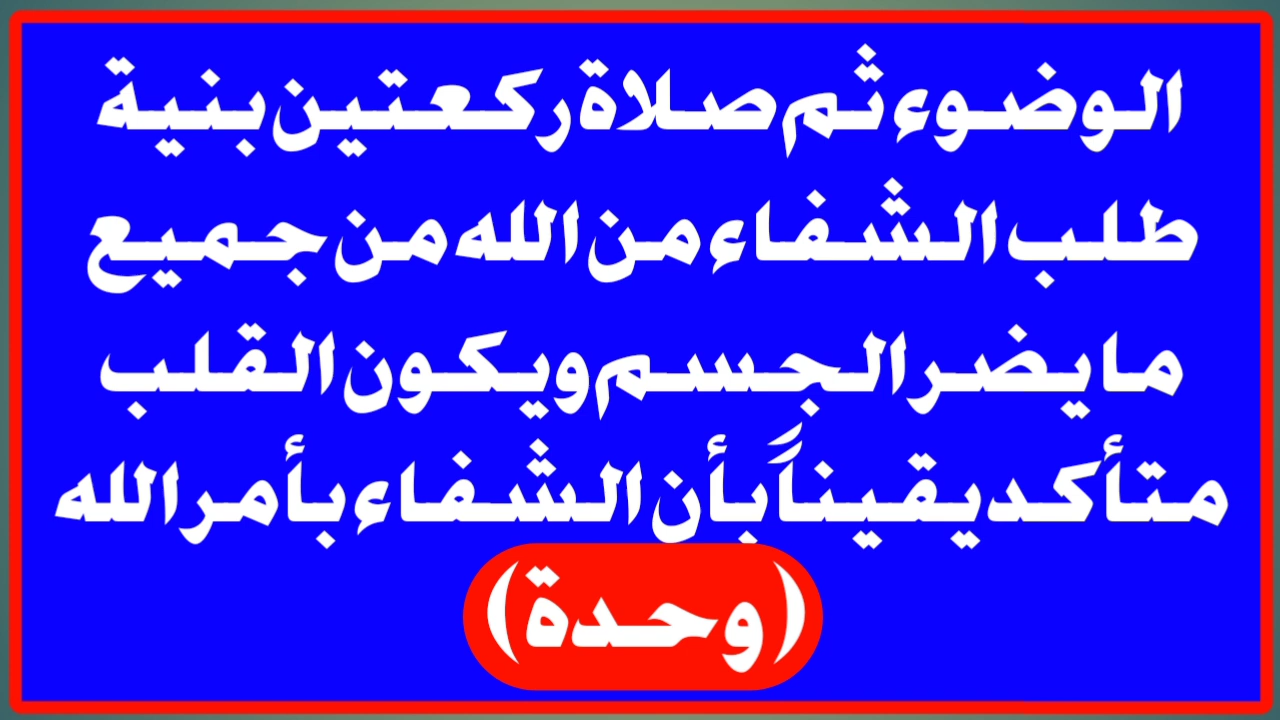 الوضوء ثم صلاة ركعتين بنية
طلب الشفاء من الله من جميع
ما يضر الجسم ويكون القلب
متأكد يقيناً بأن الشفاء بأمر الله
(وحدة)